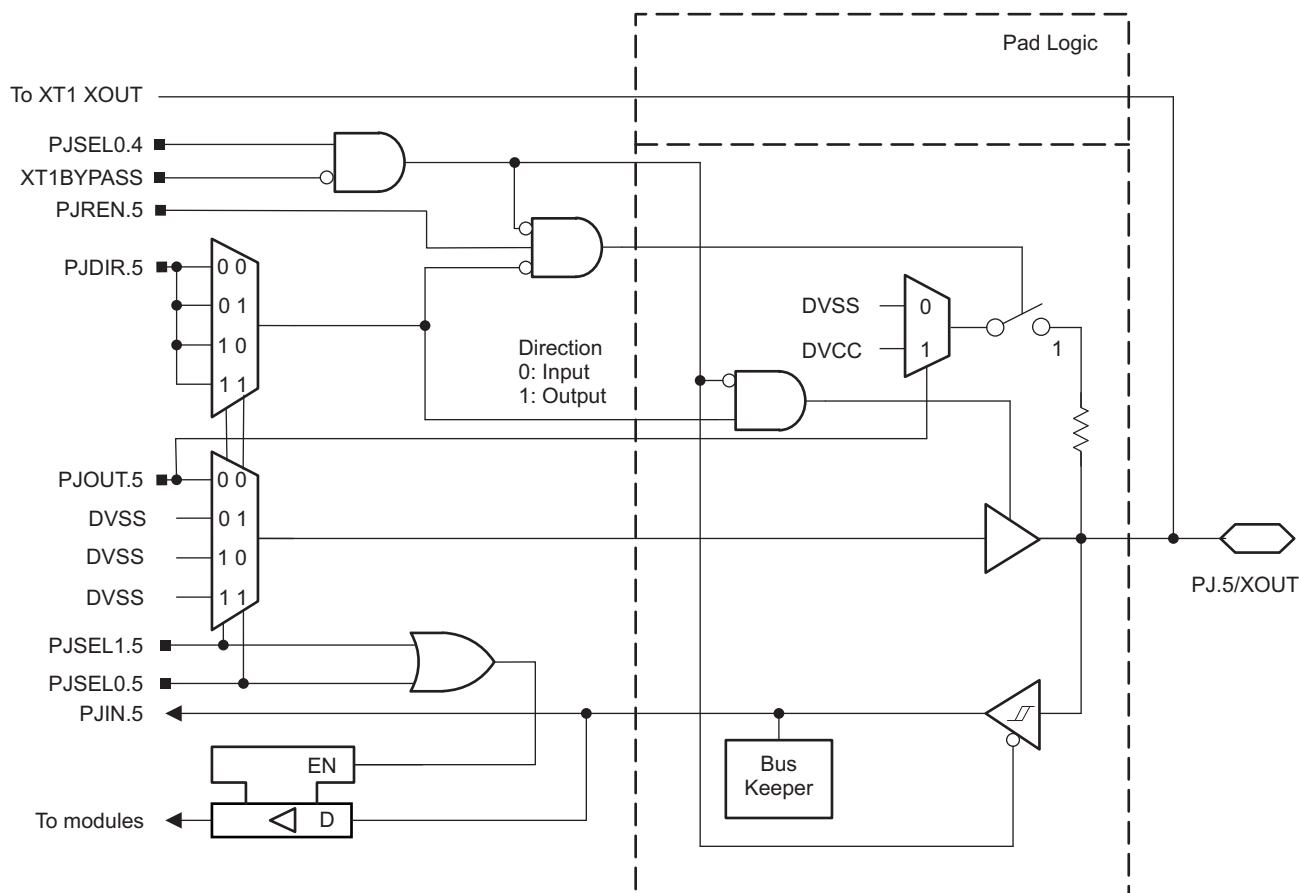 Pad Logic
To XT1 XOUT
PJSEL0.4
XT1BYPASS
PJREN.5
PJDIR.5
0 0
0 1
1 0
1 1
Direction
0: Input
1: Output
DVSS
0
DVCC
1
1
PJOUT.5
0 0
DVSS
0 1
DVSS
1 0
DVSS
1 1
PJ.5/XOUT
PJSEL1.5
PJSEL0.5
PJIN.5
EN
Bus
Keeper
To modules
D